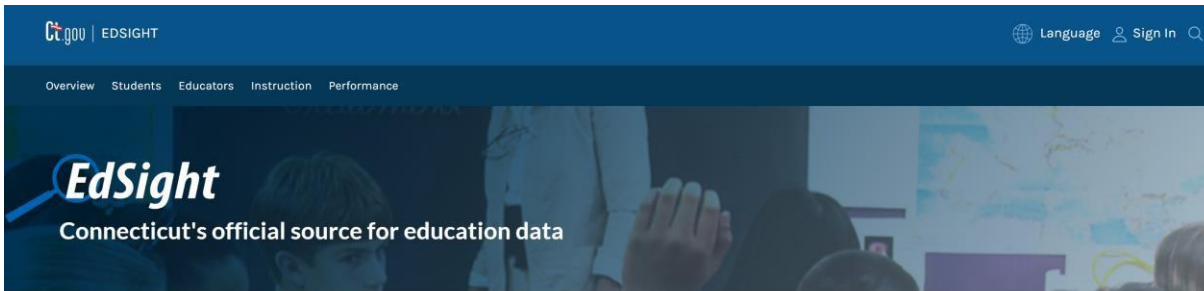 Ct.gov | EDSIGHT
Language Sign In
Overview Students Educators Instruction Performance
EdSight
Connecticut's official source for education data